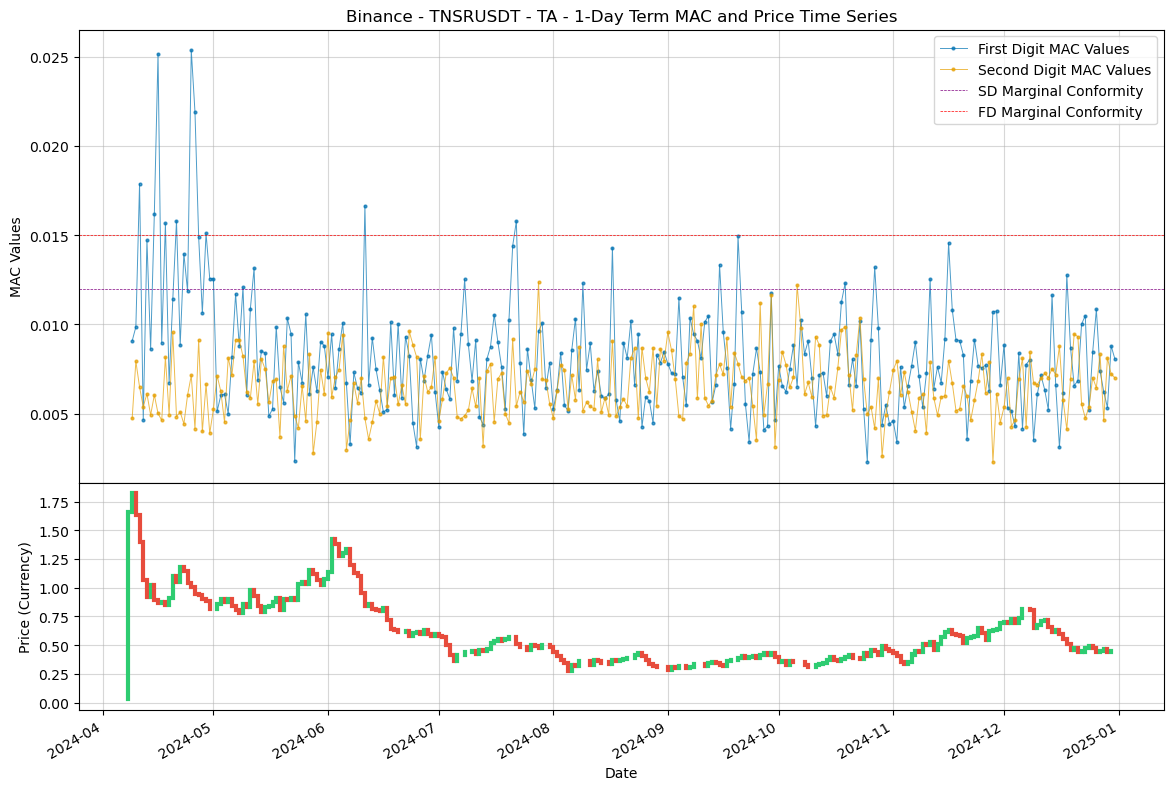 Binance - TNSRUSDT - TA - 1-Day Term MAC and Price Time Series
First Digit MAC Values
Second Digit MAC Values
SD Marginal Conformity
FD Marginal Conformity
MAC Values
0.025
0.020
0.015
0.010
0.005
Price (Currency)
1.75
1.50
1.25
1.00
0.75
0.50
0.25
0.00
2024-04
2024-05
2024-06
2024-07
2024-08
2024-09
2024-10
2024-11
2024-12
2025-01
Date